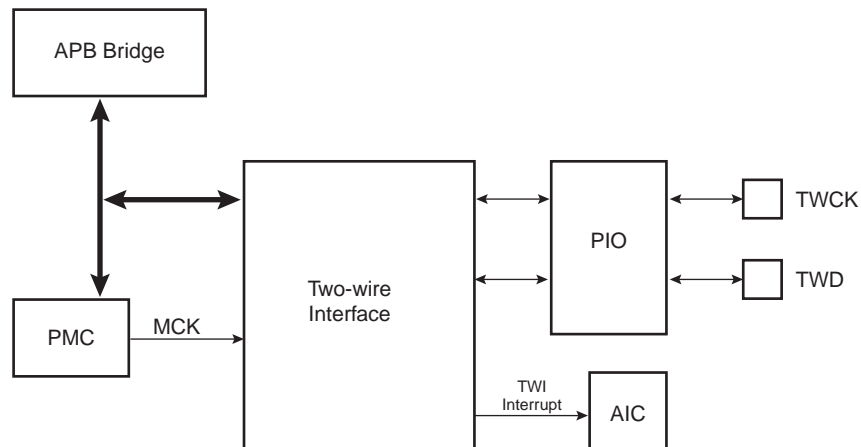 APB Bridge
TWCK
PIO
TWD
Two-wire
Interface
PMC
MCK
TWI
Interrupt
AIC